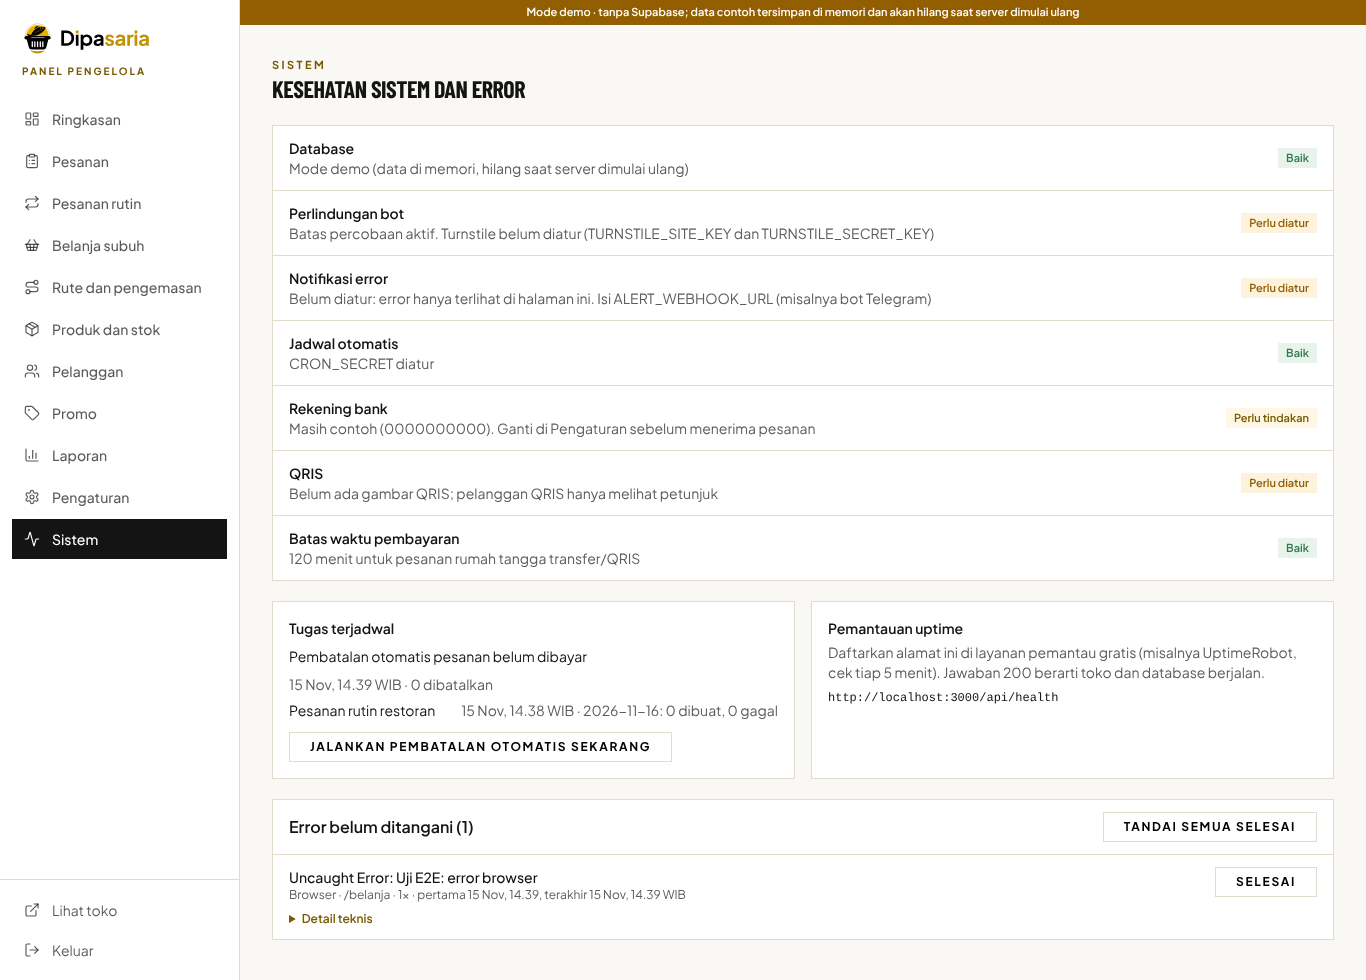 Mode demo · tanpa Supabase; data contoh tersimpan di memori dan akan hilang saat server dimulai ulang
Dipasaria
PANEL PENGELOLA
Ringkasan
Pesanan
Pesanan rutin
Belanja subuh
Rute dan pengemasan
Produk dan stok
Pelanggan
Promo
Laporan
Pengaturan
Sistem
Lihat toko
Keluar
SISTEM
KESEHATAN SISTEM DAN ERROR
Database
Mode demo (data di memori, hilang saat server dimulai ulang)
Baik
Perlindungan bot
Batas percobaan aktif. Turnstile belum diatur (TURNSTILE_SITE_KEY dan TURNSTILE_SECRET_KEY)
Perlu diatur
Notifikasi error
Belum diatur: error hanya terlihat di halaman ini. Isi ALERT_WEBHOOK_URL (misalnya bot Telegram)
Perlu diatur
Jadwal otomatis
CRON_SECRET diatur
Baik
Rekening bank
Masih contoh (0000000000). Ganti di Pengaturan sebelum menerima pesanan
Perlu tindakan
QRIS
Belum ada gambar QRIS; pelanggan QRIS hanya melihat petunjuk
Perlu diatur
Batas waktu pembayaran
120 menit untuk pesanan rumah tangga transfer/QRIS
Baik
Tugas terjadwal
Pembatalan otomatis pesanan belum dibayar
15 Nov, 14.39 WIB · 0 dibatalkan
Pesanan rutin restoran 15 Nov, 14.38 WIB · 2026-11-16: 0 dibuat, 0 gagal
JALANKAN PEMBATALAN OTOMATIS SEKARANG
Pemantauan uptime
Daftarkan alamat ini di layanan pemantau gratis (misalnya UptimeRobot,
cek tiap 5 menit). Jawaban 200 berarti toko dan database berjalan.
http://localhost:3000/api/health
Error belum ditangani (1)
TANDAI SEMUA SELESAI
Uncaught Error: Uji E2E: error browser
Browser · /belanja · 1× · pertama 15 Nov, 14.39, terakhir 15 Nov, 14.39 WIB
SELESAI
Detail teknis